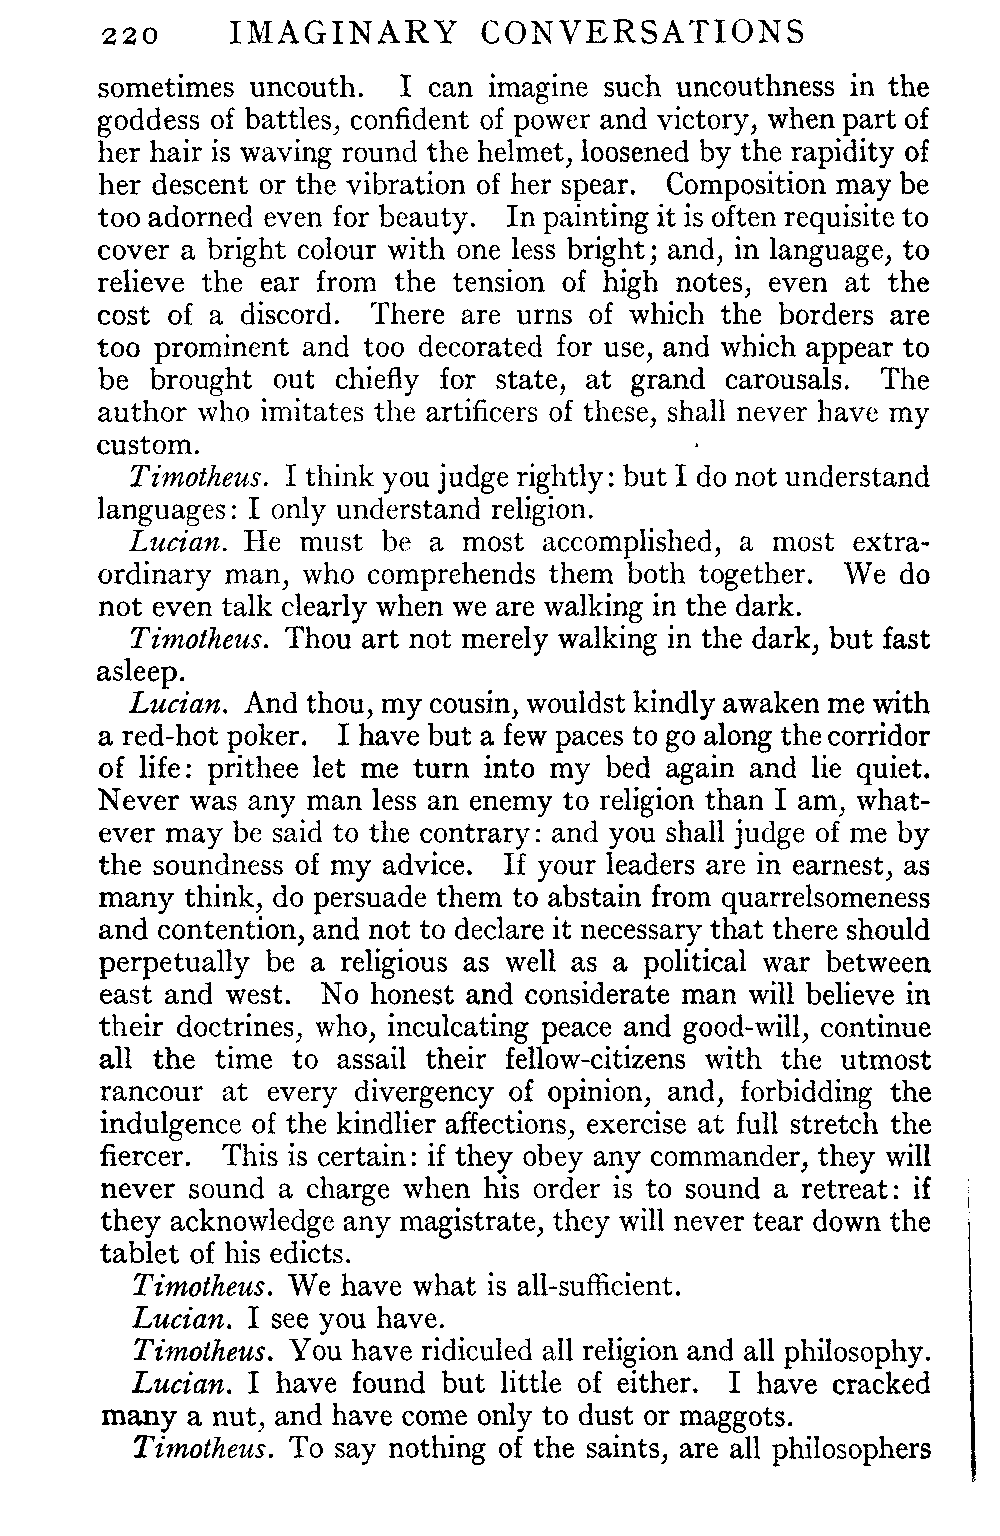 220 IMAGINARY CONVERSATIONS
sometimes uncouth. I can imagine such uncouthness in the
goddess of battles, confident of power and victory, when part of
her hair is waving round the helmet, loosened by the rapidity of
her descent or the vibration of her spear. Composition may be
too adorned even for beauty. In painting it is often requisite to
cover a bright colour with one less bright; and, in language, to
relieve the ear from the tension of high notes, even at the
cost of a discord. There are urns of which the borders are
too prominent and too decorated for use, and which appear to
be brought out chiefly for state, at grand carousals. The
author who imitates the artificers of these, shall never have my
custom.
Timotheus. I think you judge rightly: but I do not understand
languages: I only understand religion.
Lucian. He must be a most accomplished, a most extra-
ordinary man, who comprehends them both together. We do
not even talk clearly when we are walking in the dark.
Timotheus. Thou art not merely walking in the dark, but fast
asleep.
Lucian. And thou, my cousin, wouldst kindly awaken me with
a red-hot poker. I have but a few paces to go along the corridor
of life: prithee let me turn into my bed again and lie quiet.
Never was any man less an enemy to religion than I am, what-
ever may be said to the contrary: and you shall judge of me by
the soundness of my advice. If your leaders are in earnest, as
many think, do persuade them to abstain from quarrelsomeness
and contention, and not to declare it necessary that there should
perpetually be a religious as well as a political war between
east and west. No honest and considerate man will believe in
their doctrines, who, inculcating peace and good-will, continue
all the time to assail their fellow-citizens with the utmost
rancour at every divergency of opinion, and, forbidding the
indulgence of the kindlier affections, exercise at full stretch the
fiercer. This is certain: if they obey any commander, they will
never sound a charge when his order is to sound a retreat: if
they acknowledge any magistrate, they will never tear down the
tablet of his edicts.
Timotheus. We have what is all-sufficient.
Lucian. I see you have.
Timotheus. You have ridiculed all religion and all philosophy.
Lucian. I have found but little of either. I have cracked
many a nut, and have come only to dust or maggots.
Timotheus. To say nothing of the saints, are all philosophers